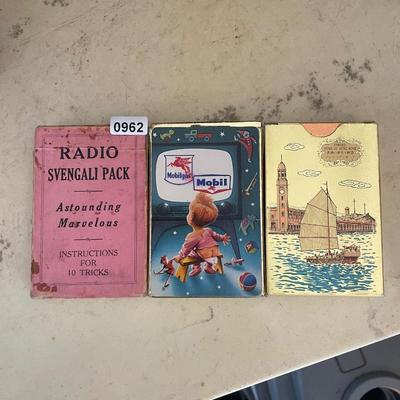 0962
RADIO
SVENGALI PACK
Astounding
Marvelous
INSTRUCTIONS
FOR
10 TRICKS
Mobilgas
Mobil